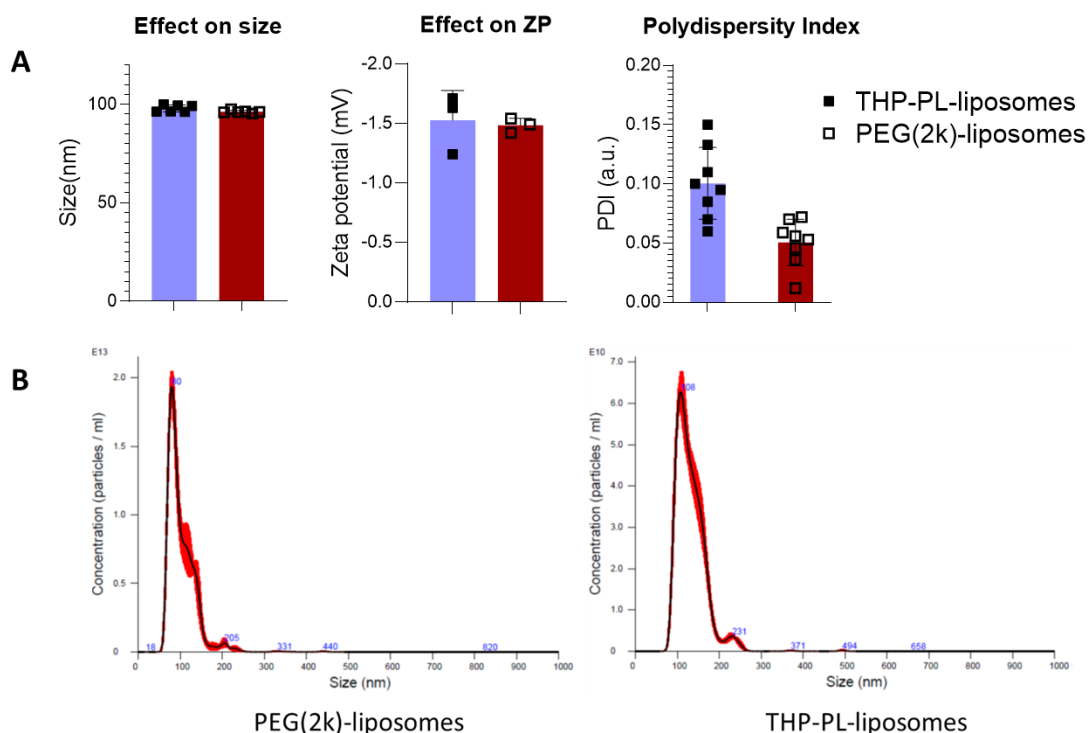 Effect on size
Effect on ZP
Polydispersity Index
A
Size(nm)
100
50
0
Zeta potential (mV)
-2.0
-1.5
-1.0
-0.5
0.0
PDI (a.u.)
0.20
0.15
0.10
0.05
0.00
THP-PL-liposomes
PEG(2k)-liposomes
B
E13
Concentration (particles / ml)
2.0
1.5
1.0
0.5
0
18
205
331
440
820
100 200 300 400 500 600 700 800 900 1000
Size (nm)
PEG(2k)-liposomes
E10
Concentration (particles / ml)
7.0
6.0
5.0
4.0
3.0
2.0
1.0
0
231
371
494
658
100 200 300 400 500 600 700 800 900 1000
Size (nm)
THP-PL-liposomes